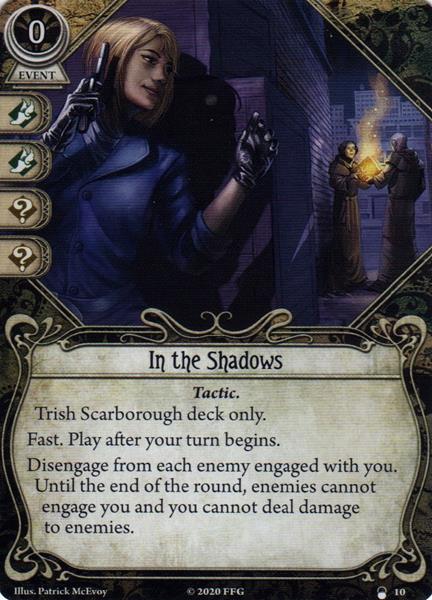 0
EVENT
?
?
In the Shadows
Tactic.
Trish Scarborough deck only.
Fast. Play after your turn begins.
Disengage from each enemy engaged with you.
Until the end of the round, enemies cannot
engage you and you cannot deal damage
to enemies.
Illus. Patrick McEvoy © 2020 FFG 10